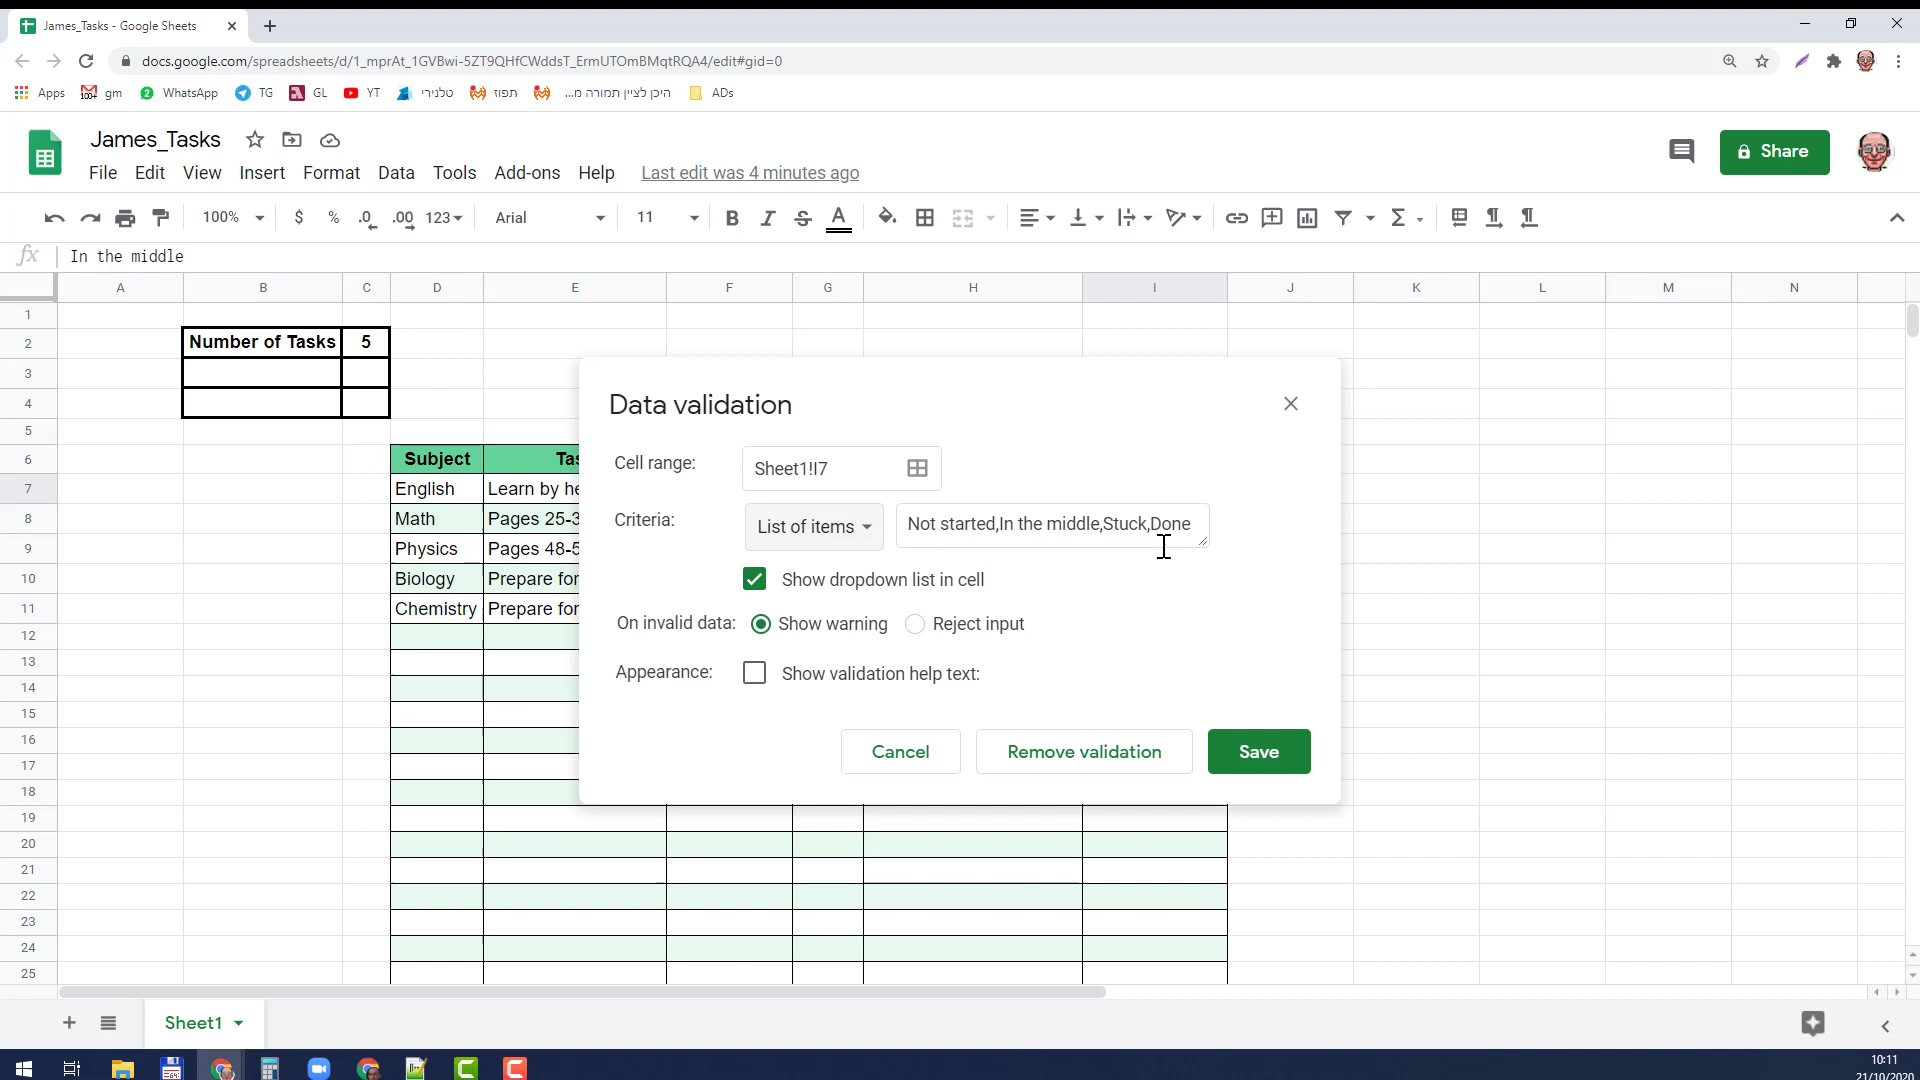 James_Tasks - Google Sheets
docs.google.com/spreadsheets/d/1_mprAt_1GVBwi-5ZT9QHfCWddsT_ErmUTOmBMqtRQA4/edit#gid=0
Apps gm WhatsApp TG GL YT טלנירי תפוז היכן לציין תמורה מ... ADs
James_Tasks
Share
File Edit View Insert Format Data Tools Add-ons Help Last edit was 4 minutes ago
100% $ % .0 .00 123 Arial 11 B I S A
fx In the middle
A B C D E F G H I J K L M N
1
2 Number of Tasks 5
3
4
5
6 Subject Tas
7 English Learn by he
8 Math Pages 25-3
9 Physics Pages 48-5
10 Biology Prepare for
11 Chemistry Prepare for
12
13
14
15
16
17
18
19
20
21
22
23
24
25
Data validation
Cell range: Sheet1!I7
Criteria: List of items Not started,In the middle,Stuck,Done
Show dropdown list in cell
On invalid data: Show warning Reject input
Appearance: Show validation help text:
Cancel Remove validation Save
Sheet1
10:11
21/10/2020